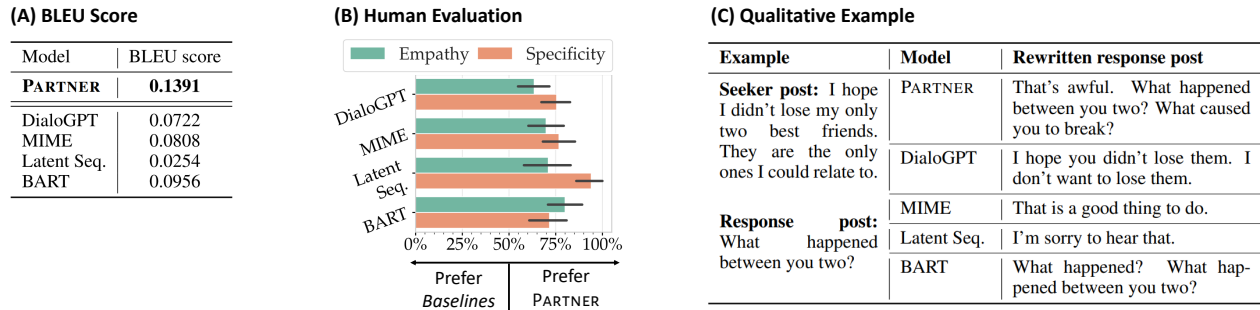 (A) BLEU Score
Model BLEU score
PARTNER 0.1391
DialoGPT 0.0722
MIME 0.0808
Latent Seq. 0.0254
BART 0.0956
(B) Human Evaluation
Empathy Specificity
DialoGPT
MIME
Latent
Seq.
BART
0% 25% 50% 75% 100%
Prefer
Baselines
Prefer
PARTNER
(C) Qualitative Example
Example Model Rewritten response post
Seeker post: I hope
I didn't lose my only
two best friends.
They are the only
ones I could relate to.
Response post:
What happened
between you two?
PARTNER
That's awful. What happened
between you two? What caused
you to break?
DialoGPT
I hope you didn't lose them. I
don't want to lose them.
MIME
That is a good thing to do.
Latent Seq.
I'm sorry to hear that.
BART
What happened? What hap-
pened between you two?